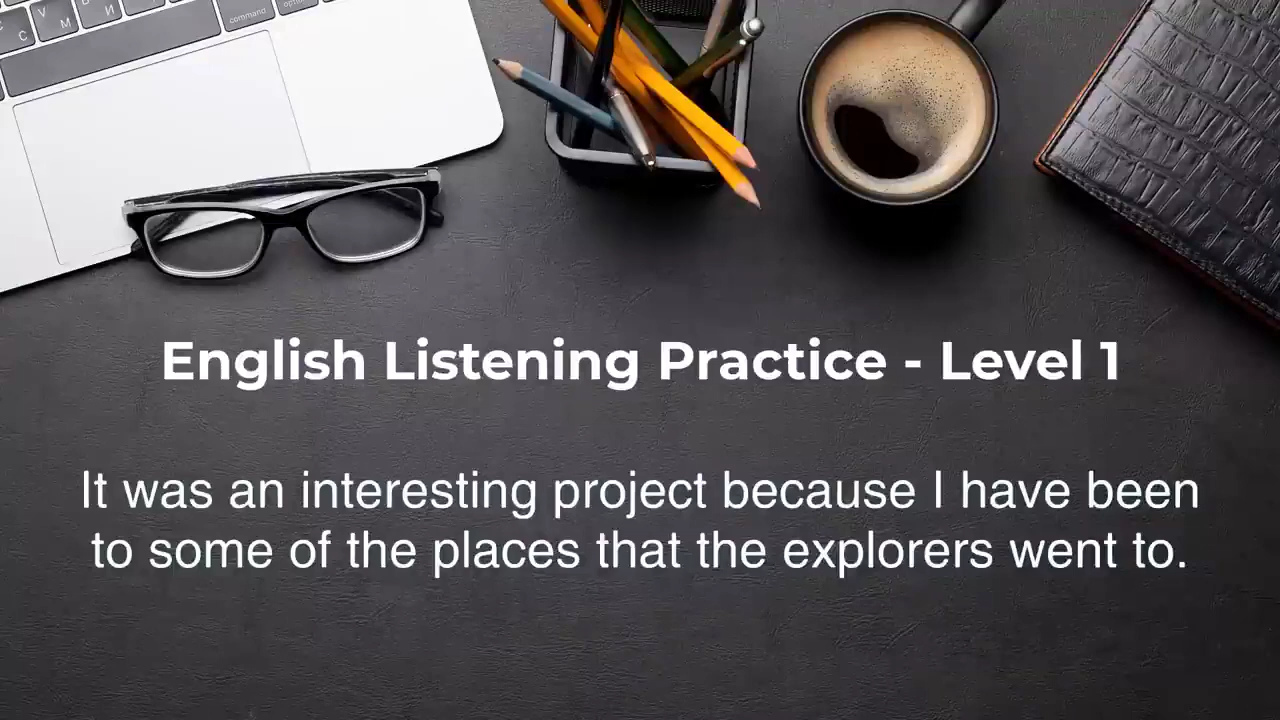 command
English Listening Practice - Level 1
It was an interesting project because I have been
to some of the places that the explorers went to.